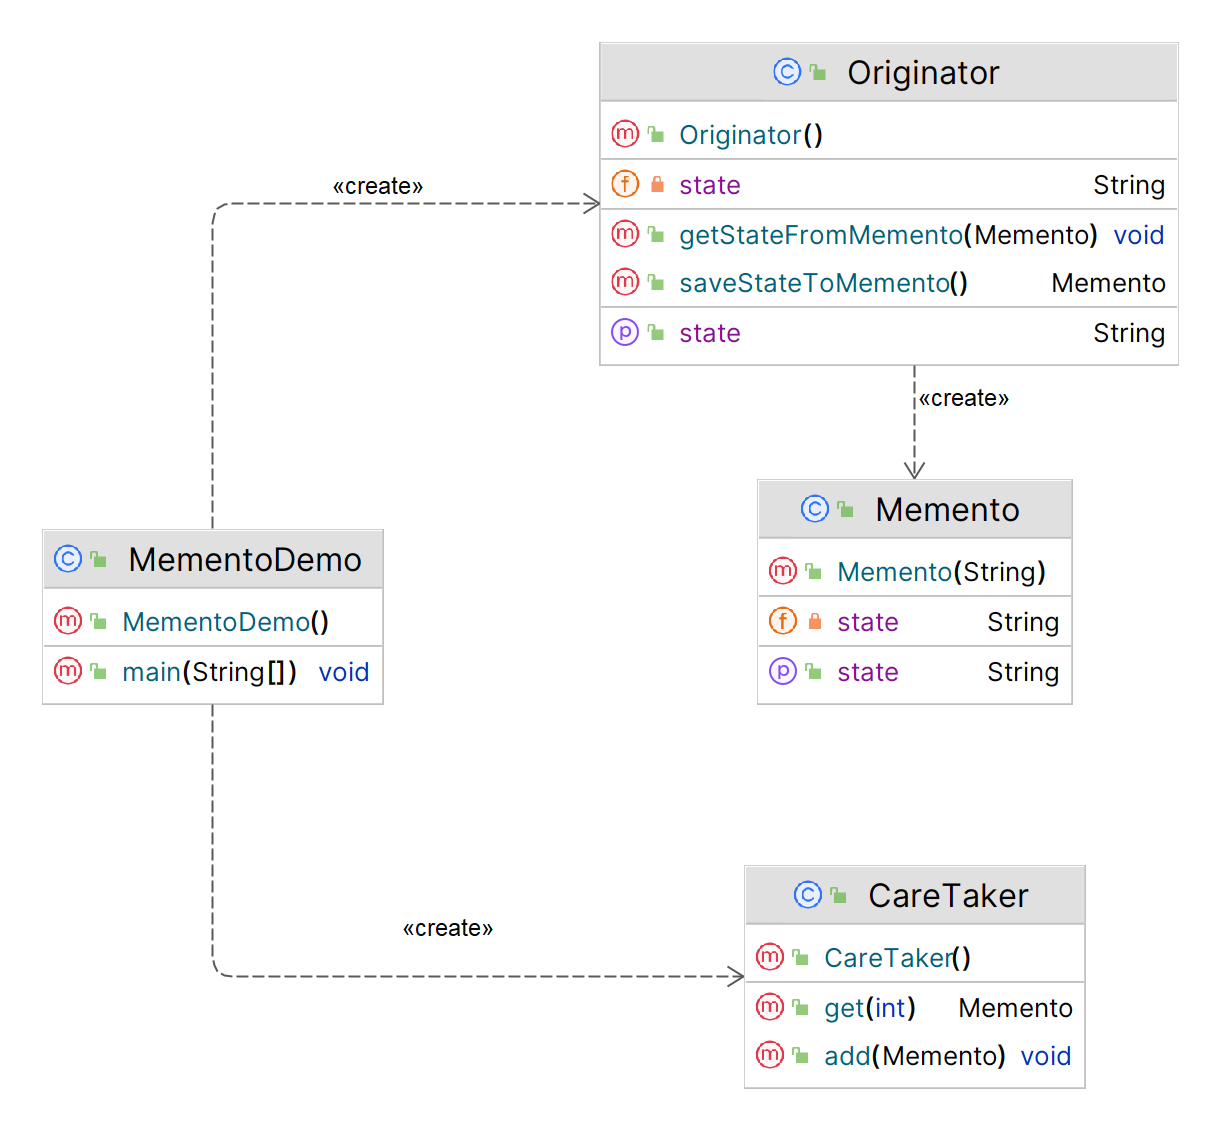 Originator
Originator()
state String
getStateFromMemento(Memento) void
saveStateToMemento() Memento
state String
«create»
«create»
Memento
Memento(String)
state String
state String
MementoDemo
MementoDemo()
main(String[]) void
«create»
CareTaker
CareTaker()
get(int) Memento
add(Memento) void